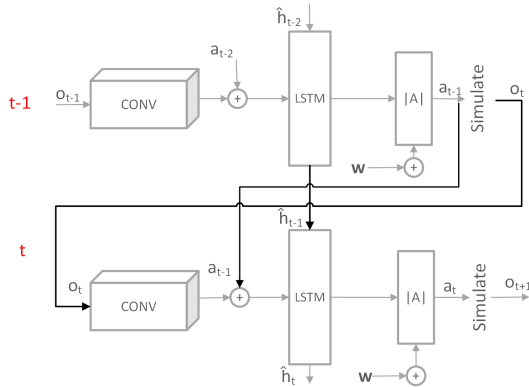 ĥt-2
at-2
t-1
ot-1
CONV
+
LSTM
|A|
at-1
Simulate
ot
w
+
ĥt-1
t
ot
CONV
at-1
+
LSTM
|A|
at
Simulate
ot+1
w
+
ĥt